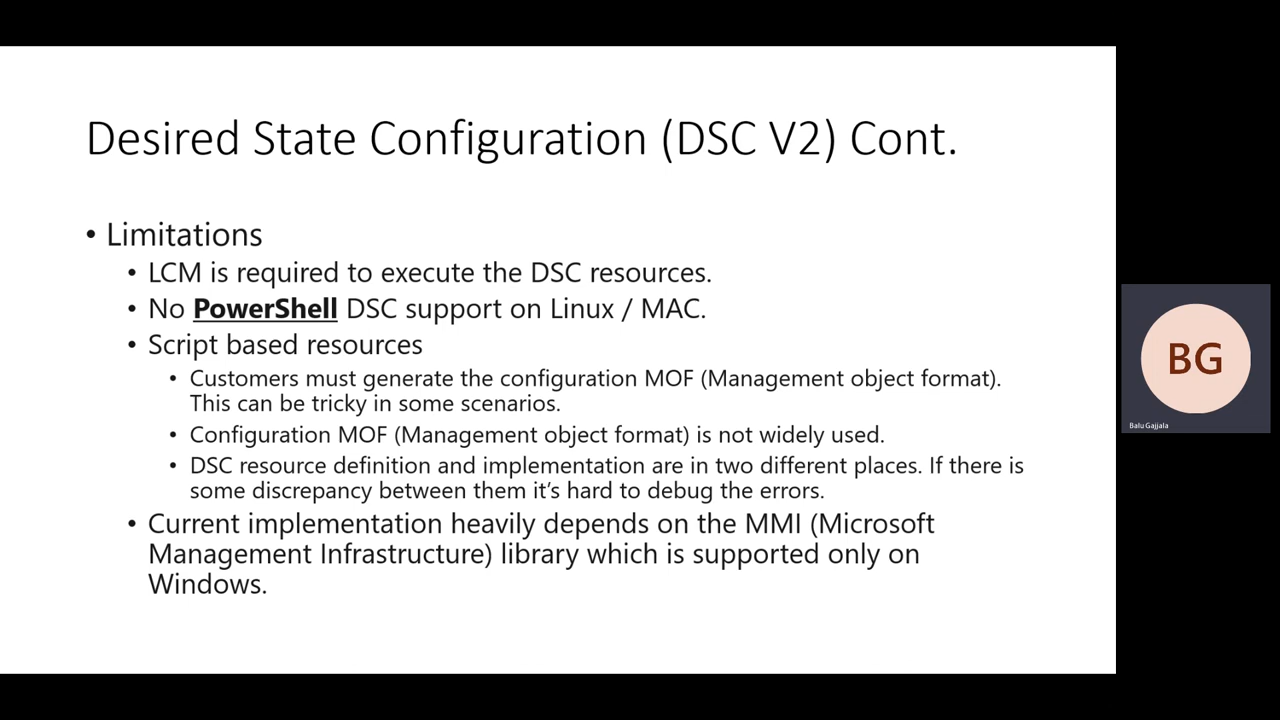 Desired State Configuration (DSC V2) Cont.
• Limitations
• LCM is required to execute the DSC resources.
• No PowerShell DSC support on Linux / MAC.
• Script based resources
• Customers must generate the configuration MOF (Management object format).
This can be tricky in some scenarios.
• Configuration MOF (Management object format) is not widely used.
• DSC resource definition and implementation are in two different places. If there is
some discrepancy between them it’s hard to debug the errors.
• Current implementation heavily depends on the MMI (Microsoft
Management Infrastructure) library which is supported only on
Windows.
BG
Balu Gajjala